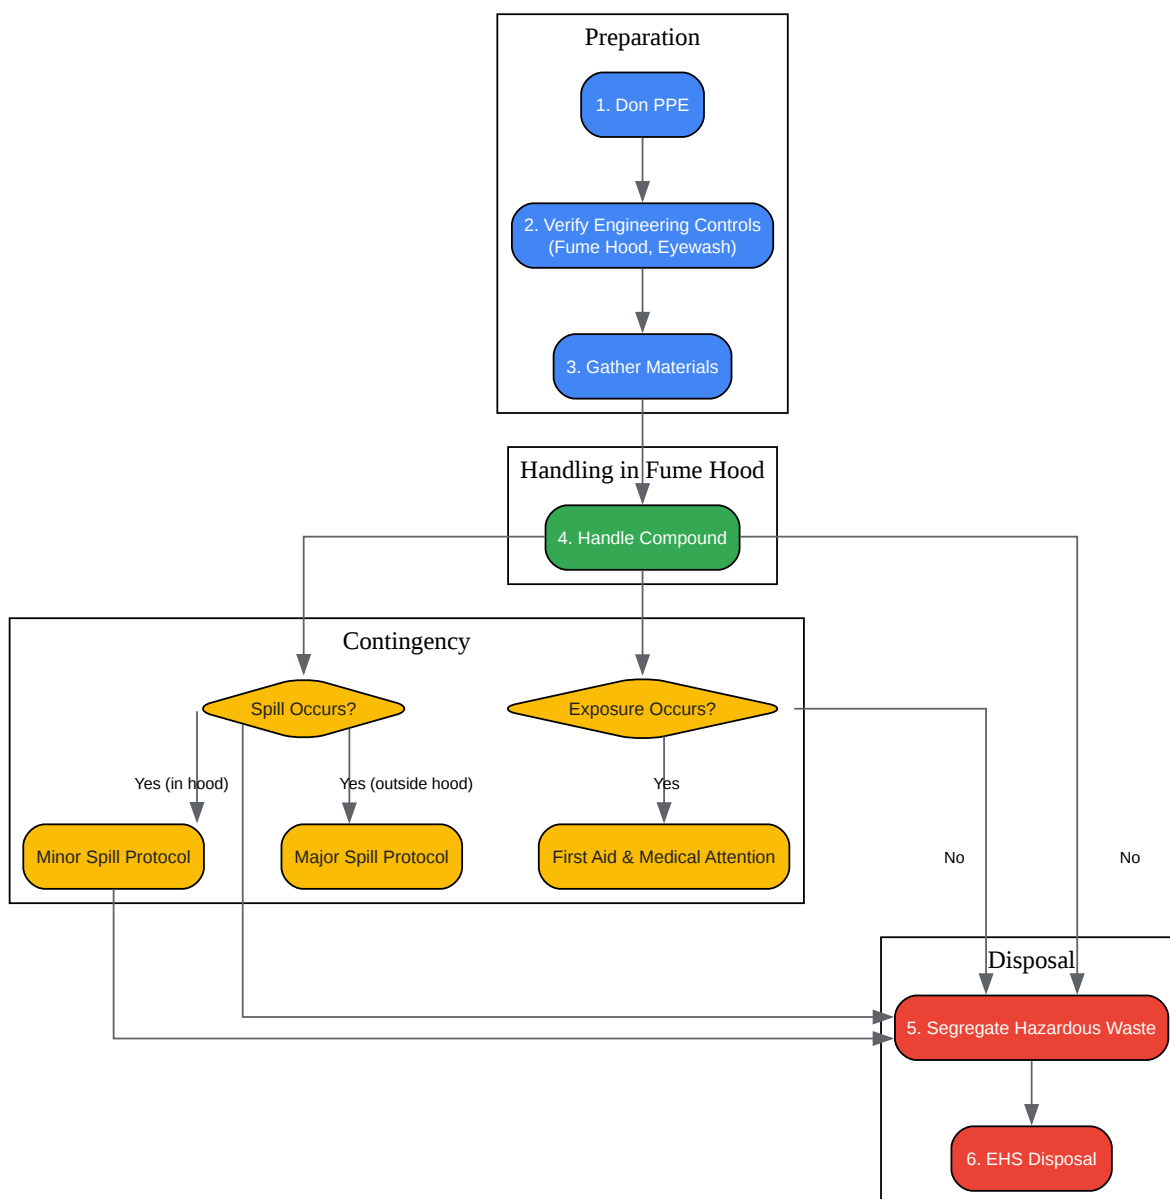 Preparation
1. Don PPE
2. Verify Engineering Controls
(Fume Hood, Eyewash)
3. Gather Materials
Handling in Fume Hood
4. Handle Compound
Contingency
Spill Occurs?
Exposure Occurs?
Yes (in hood)
Yes (outside hood)
Yes
Minor Spill Protocol
Major Spill Protocol
First Aid & Medical Attention
No
No
Disposal
5. Segregate Hazardous Waste
6. EHS Disposal